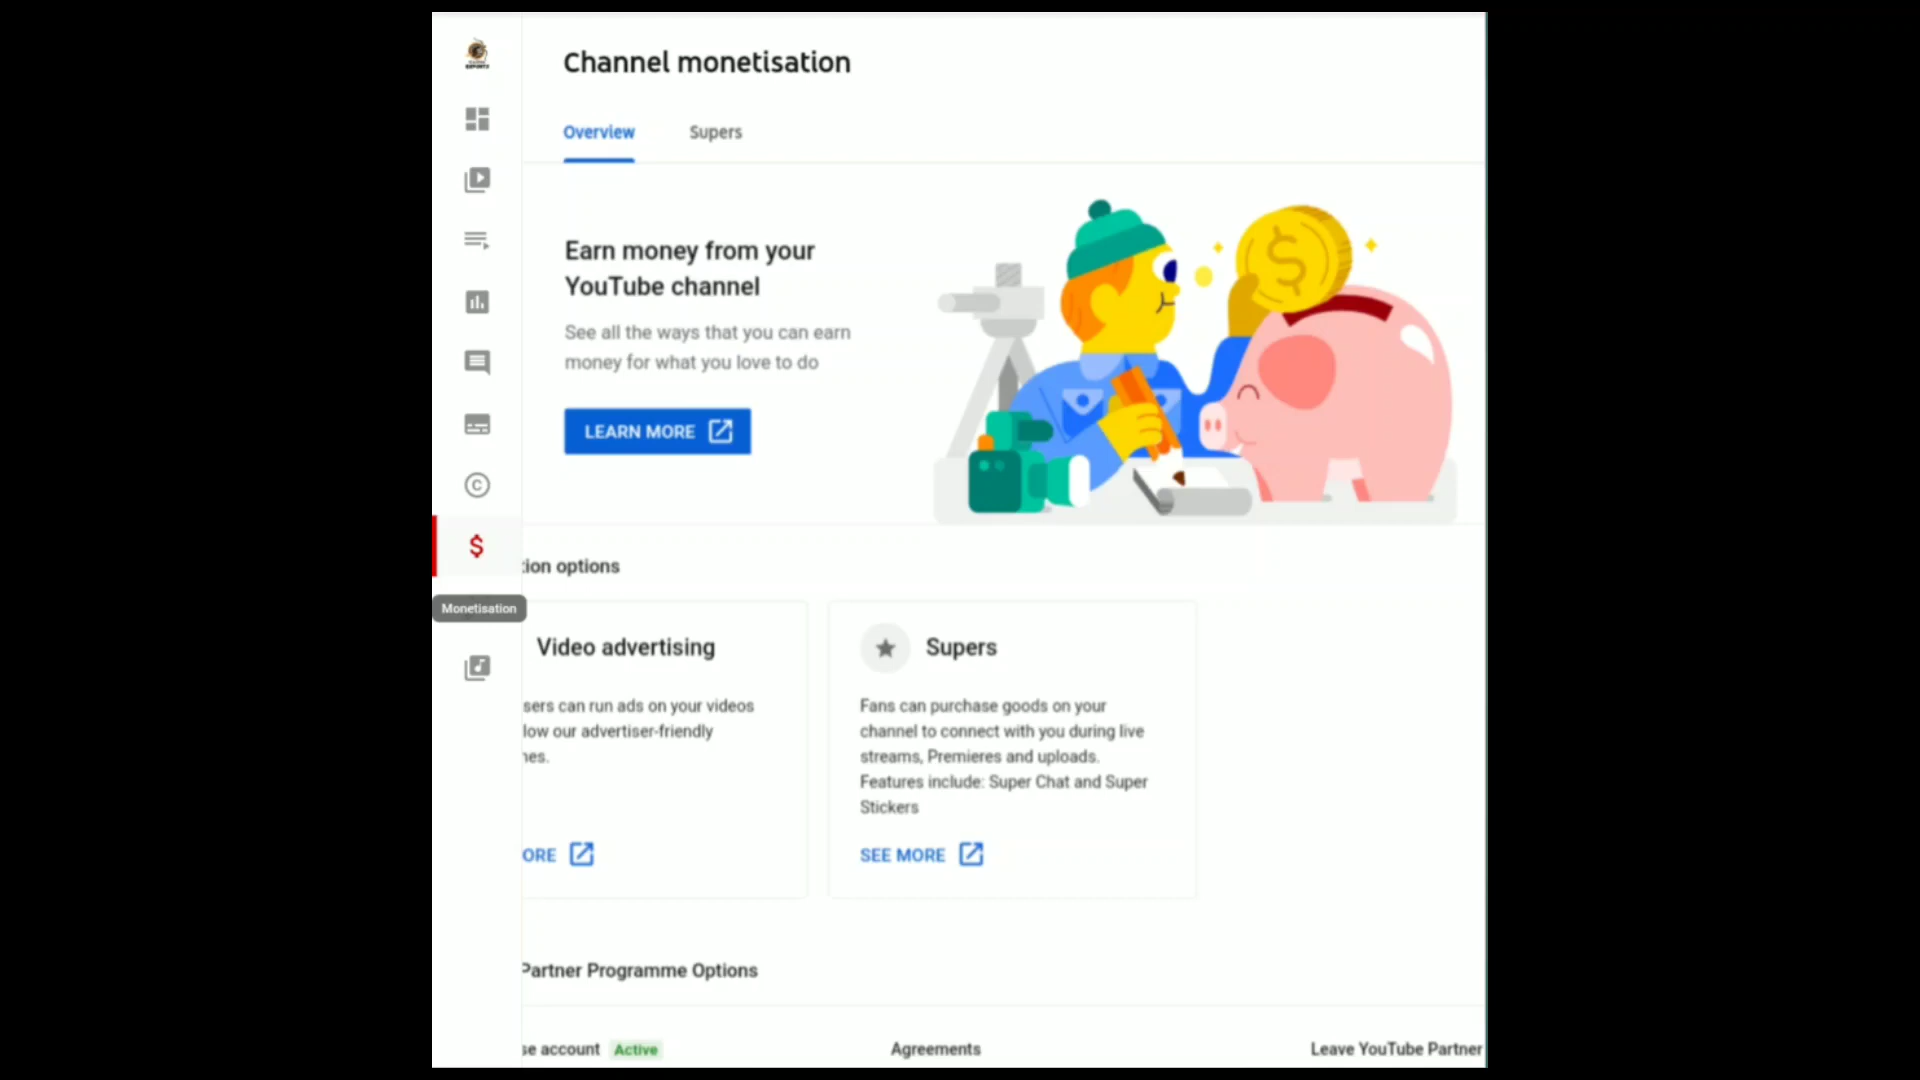 Channel monetisation
Overview
Supers
Earn money from your
YouTube channel
See all the ways that you can earn
money for what you love to do
LEARN MORE
tion options
Monetisation
Video advertising
sers can run ads on your videos
low our advertiser-friendly
nes.
ORE
Supers
Fans can purchase goods on your
channel to connect with you during live
streams, Premieres and uploads.
Features include: Super Chat and Super
Stickers
SEE MORE
Partner Programme Options
se account Active
Agreements
Leave YouTube Partner